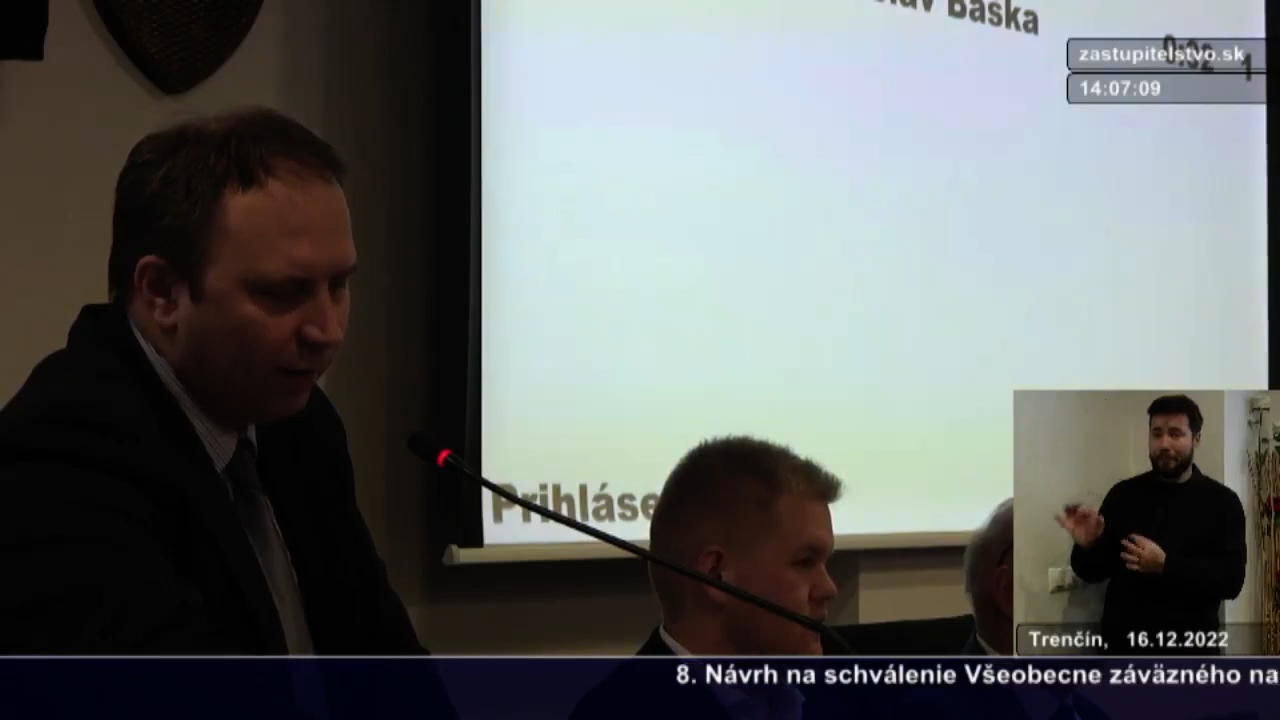 Baška
zastupitelstvo.sk
14:07:09
Prihláse
Trenčín, 16.12.2022
8. Návrh na schválenie Všeobecne záväzného na